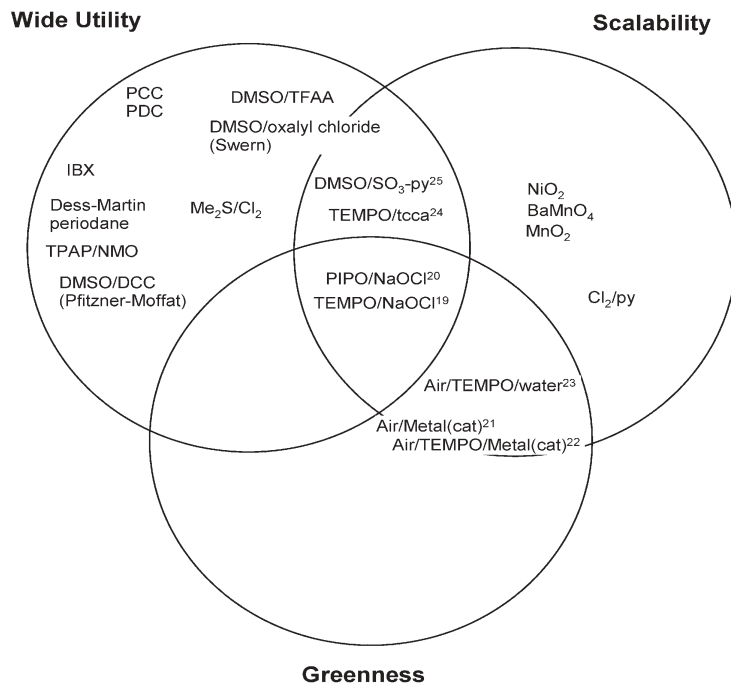 Wide Utility
Scalability
PCC
PDC
DMSO/TFAA
DMSO/oxalyl chloride
(Swern)
IBX
Dess-Martin
periodane
Me₂S/Cl₂
TPAP/NMO
DMSO/DCC
(Pfitzner-Moffat)
DMSO/SO₃-py²⁵
TEMPO/tcca²⁴
NiO₂
BaMnO₄
MnO₂
Cl₂/py
PIPO/NaOCl²⁰
TEMPO/NaOCl¹⁹
Air/TEMPO/water²³
Air/Metal(cat)²¹
Air/TEMPO/Metal(cat)²²
Greenness